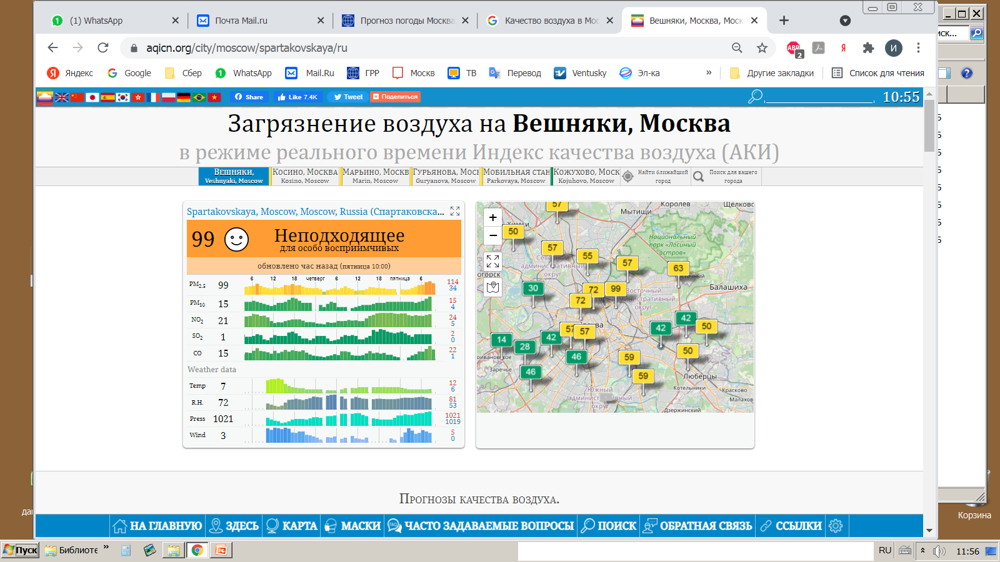 (1) WhatsApp
Почта Mail.ru
Прогноз погоды Москва
Качество воздуха в Мос
Вешняки, Москва, Моск
aqicn.org/city/moscow/spartakovskaya/ru
ABP
2
Я
И
Яндекс
Google
Сбер
WhatsApp
Mail.Ru
ГРР
Москв
ТВ
Перевод
Ventusky
Эл-ка
»
Другие закладки
Список для чтения
иск...
Share
Like 7.4K
Tweet
Поделиться
10:55
Загрязнение воздуха на Вешняки, Москва
в режиме реального времени Индекс качества воздуха (АКИ)
Вешняки,
Veshnyaki, Moscow
Косино, Москва
Kosino, Moscow
Марьино, Москв
Marin, Moscow
Гурьянова, Моск
Guryanova, Moscow
Мобильная стан
Parkovaya, Moscow
Кожухово, Моск
Kojuhovo, Moscow
Найти ближайший
город
Поиск для вашего
города
Spartakovskaya, Moscow, Moscow, Russia (Спартаковска...
99
Неподходящее
для особо восприимчивых
обновлено час назад (пятница 10:00)
6 12 18 четверг 6 12 18 пятница 6
PM2.5 99 114 34
PM10 15 15 4
NO2 21 24 5
SO2 1 2 0
CO 15 22 1
Weather data
Temp 7 12 6
R.H. 72 81 53
Press 1021 1021 1019
Wind 3 5 0
+
−
57
Королев
Щёлково
Мытищи
Химки
50
Национальный
парк «Лосиный
остров»
57
55
57
63
Северный
административный
округ
огорск
30
72
99
72
Восточный
административный
округ
Балашиха
42
50
42
57
57
42
14
28
46
46
59
50
59
Заречье
Люберцы
Котельники
Красково
Малахов
Южный
административный
округ
Дзержинский
Прогнозы качества воздуха.
НА ГЛАВНУЮ
ЗДЕСЬ
КАРТА
МАСКИ
ЧАСТО ЗАДАВАЕМЫЕ ВОПРОСЫ
ПОИСК
ОБРАТНАЯ СВЯЗЬ
ССЫЛКИ
Корзина
Пуск
Библиоте
»
RU
11:56